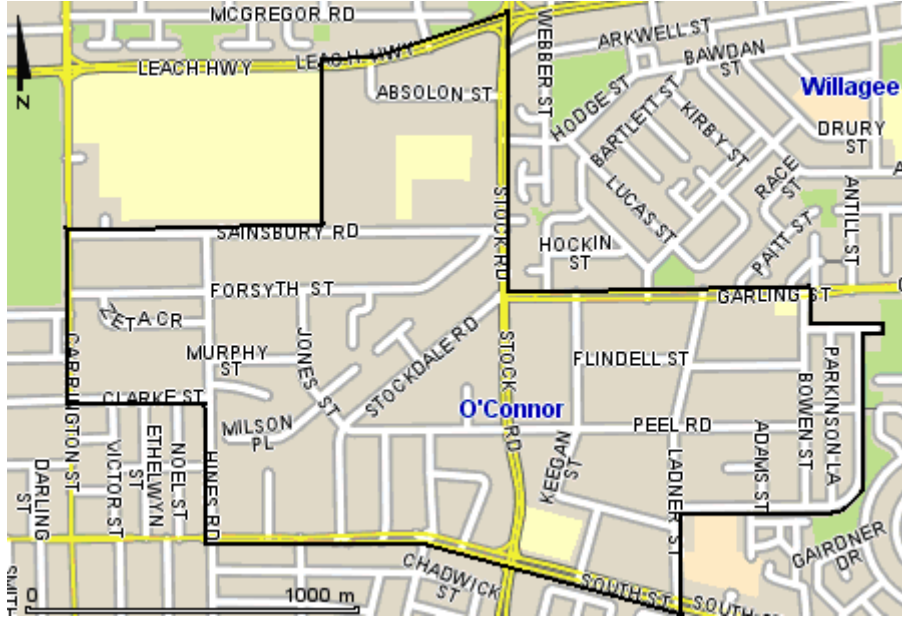 MCGREGOR RD
LEACH HWY
LEACH HWY
ABSOLON ST
WEBBER ST
ARKWELL ST
BAWDAN
ST
Willagee
HODGE ST
BARTLETT ST
KIRBY ST
DRURY
ST
RACE
ST
LUCAS ST
ANTILL ST
PAITT ST
STOCK RD
HOCKIN
ST
SAINSBURY RD
FORSYTH ST
GARLING ST
ZETA CR
JONES ST
MURPHY
ST
STOCKDALE RD
STOCK
RD
FLINDELL ST
BOWEN ST
PARKINSON LA
CARRINGTON ST
CLARKE ST
O'Connor
MILSON
PL
PEEL RD
KEEGAN
ST
LADNER ST
ADAMS ST
HINES RD
NOEL ST
ETHELWYN
ST
VICTOR ST
DARLING
ST
GAIRDNER
DR
CHADWICK
ST
SOUTH ST
SOUTH
SMITH
N
0 1000 m